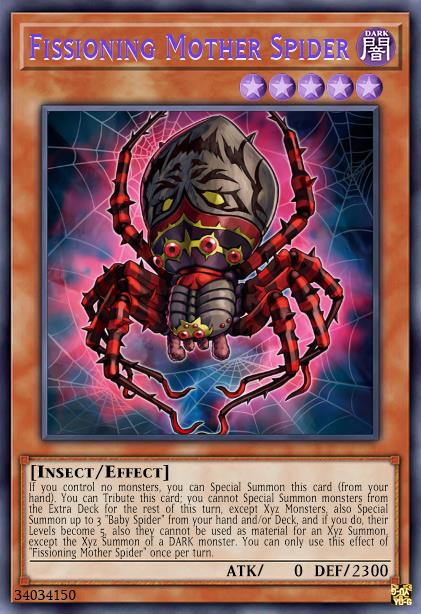 FISSIONING MOTHER SPIDER
DARK
闇
[INSECT/EFFECT]
If you control no monsters, you can Special Summon this card (from your
hand). You can Tribute this card; you cannot Special Summon monsters from
the Extra Deck for the rest of this turn, except Xyz Monsters, also Special
Summon up to 3 "Baby Spider" from your hand and/or Deck, and if you do, their
Levels become 5, also they cannot be used as material for an Xyz Summon,
except the Xyz Summon of a DARK monster. You can only use this effect of
"Fissioning Mother Spider" once per turn.
ATK/ 0 DEF/2300
34034150